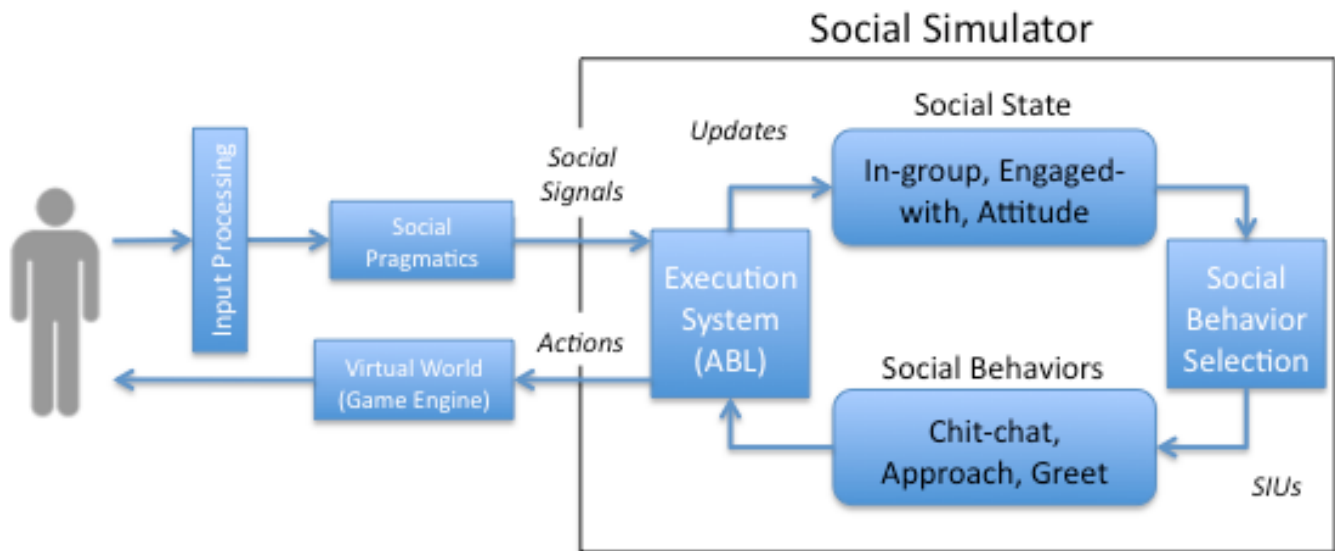 Social Simulator
Social State
Updates
Social
Signals
In-group, Engaged-
with, Attitude
Input Processing
Social
Pragmatics
Execution
System
(ABL)
Social
Behavior
Selection
Actions
Virtual World
(Game Engine)
Social Behaviors
Chit-chat,
Approach, Greet
SIUs